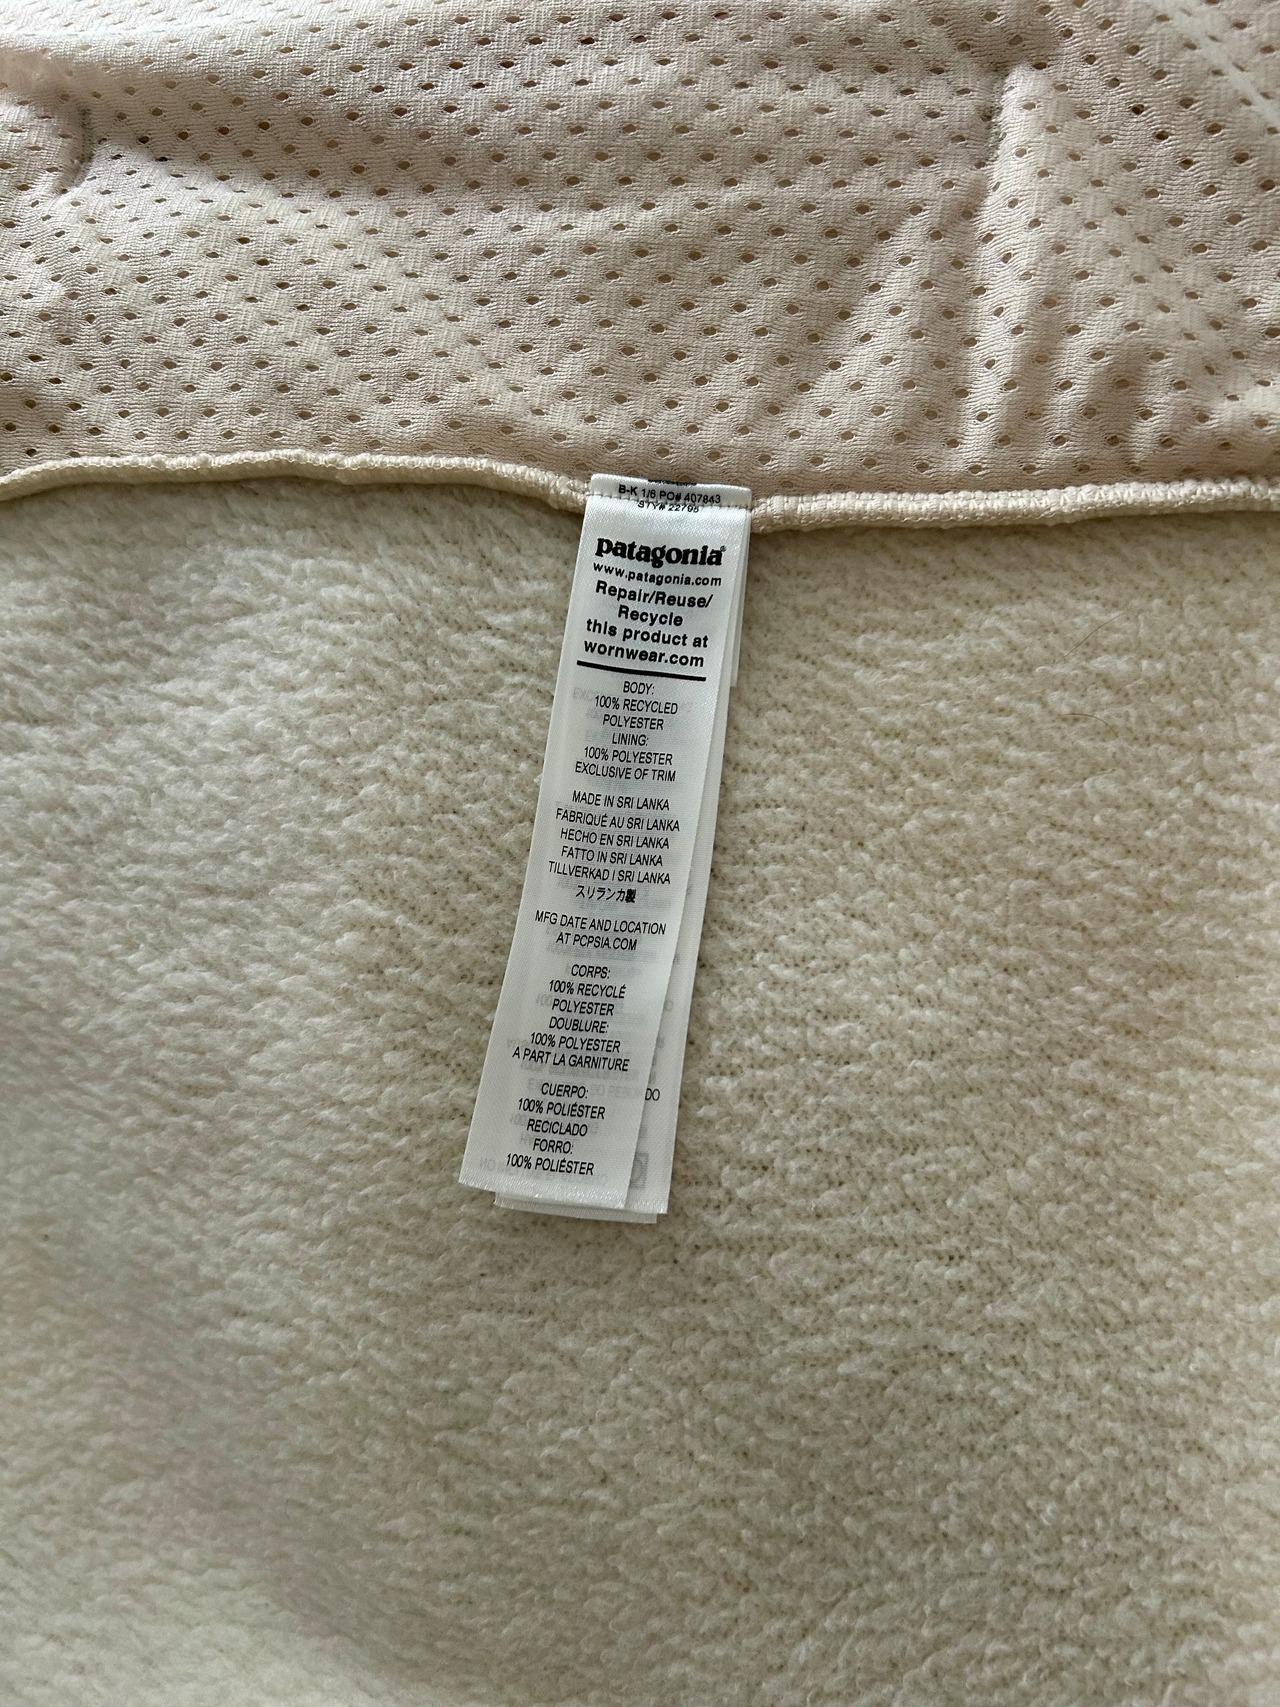 B-K 1/6 PO# 407843
STY# 22795
patagonia®
www.patagonia.com
Repair/Reuse/
Recycle
this product at
wornwear.com
BODY:
100% RECYCLED
POLYESTER
LINING:
100% POLYESTER
EXCLUSIVE OF TRIM
MADE IN SRI LANKA
FABRIQUÉ AU SRI LANKA
HECHO EN SRI LANKA
FATTO IN SRI LANKA
TILLVERKAD I SRI LANKA
スリランカ製
MFG DATE AND LOCATION
AT PCPSIA.COM
CORPS:
100% RECYCLÉ
POLYESTER
DOUBLURE:
100% POLYESTER
A PART LA GARNITURE
CUERPO:
100% POLIÉSTER
RECICLADO
FORRO:
100% POLIÉSTER